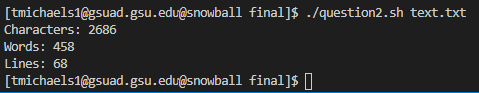 [tmichaels1@gsuad.gsu.edu@snowball final]$ ./question2.sh text.txt
Characters: 2686
Words: 458
Lines: 68
[tmichaels1@gsuad.gsu.edu@snowball final]$